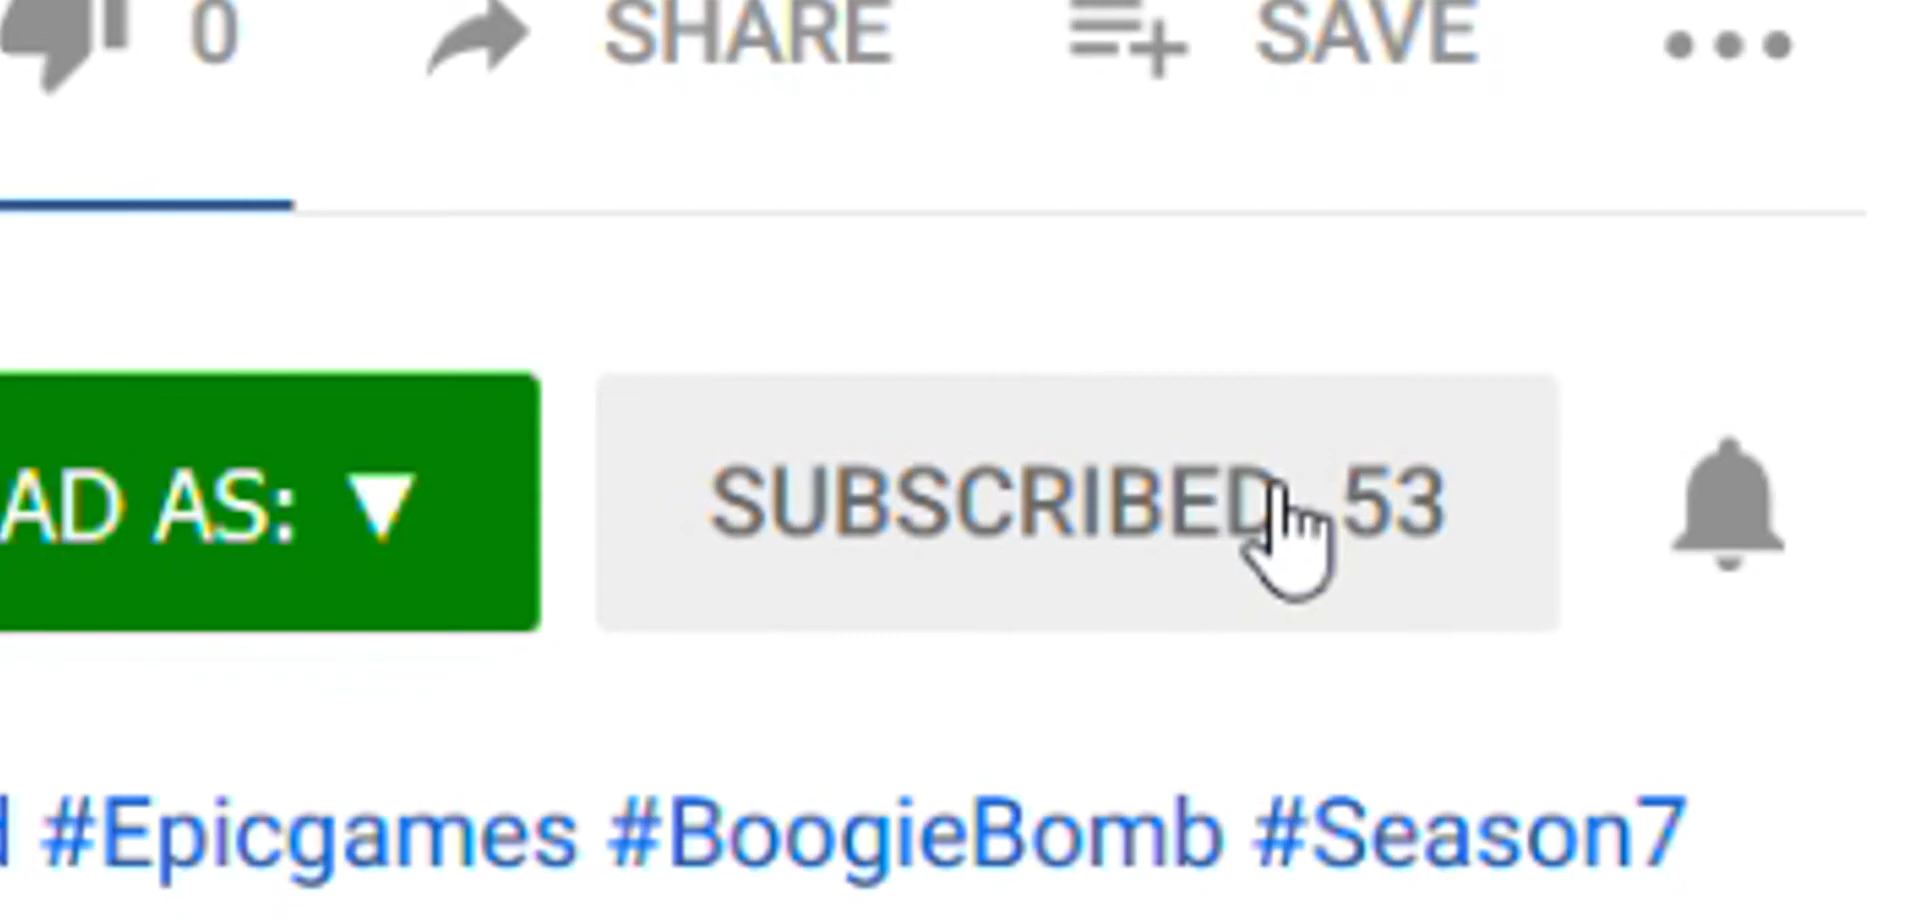 0 SHARE SAVE
AD AS: ▼ SUBSCRIBED 53
#Epicgames #BoogieBomb #Season7